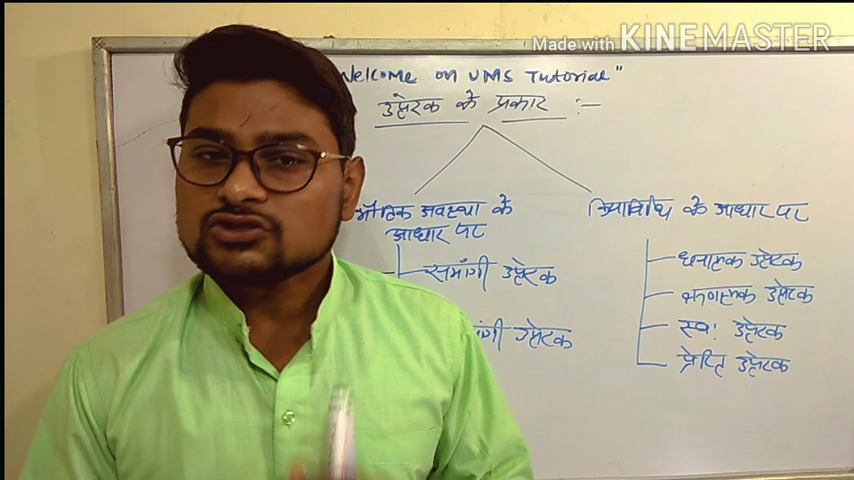 Made with KINEMASTER
Welcome on UMS Tutorial"
उत्प्रेरक के प्रकार :-
भौतिक अवस्था के
आधार पर
समांगी उत्प्रेरक
उत्प्रेरक
क्रियाविधि के आधार पर
धनात्मक उत्प्रेरक
ऋणात्मक उत्प्रेरक
स्व: उत्प्रेरक
प्रेरित उत्प्रेरक